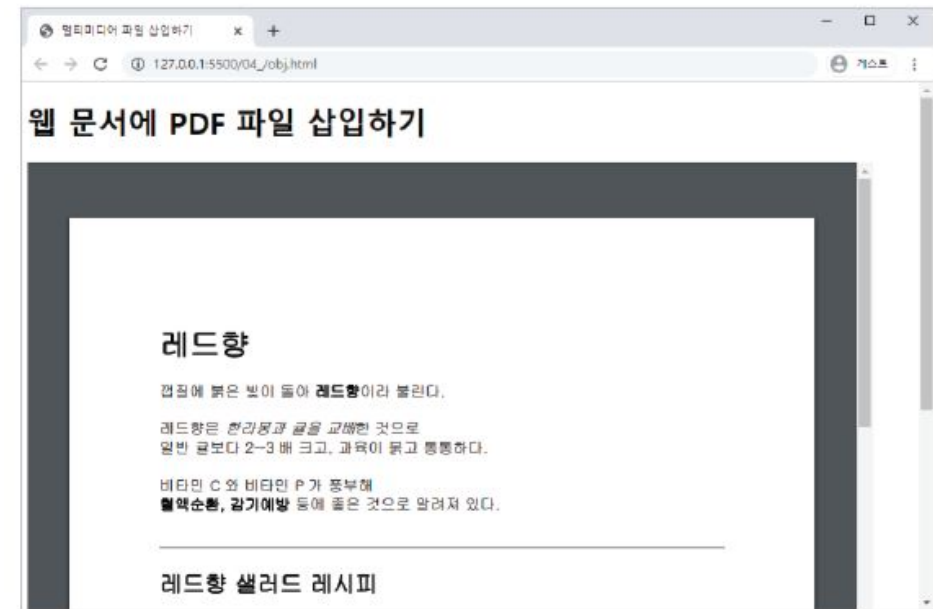 멀티미디어 파일 삽입하기
127.0.0.1:5500/04_/obj.html
게스트
웹 문서에 PDF 파일 삽입하기
레드향
껍질에 붉은 빛이 돌아 레드향이라 불린다.
레드향은 한라봉과 귤을 교배한 것으로
일반 귤보다 2~3 배 크고, 과육이 붉고 통통하다.
비타민 C 와 비타민 P 가 풍부해
혈액순환, 감기예방 등에 좋은 것으로 알려져 있다.
레드향 샐러드 레시피